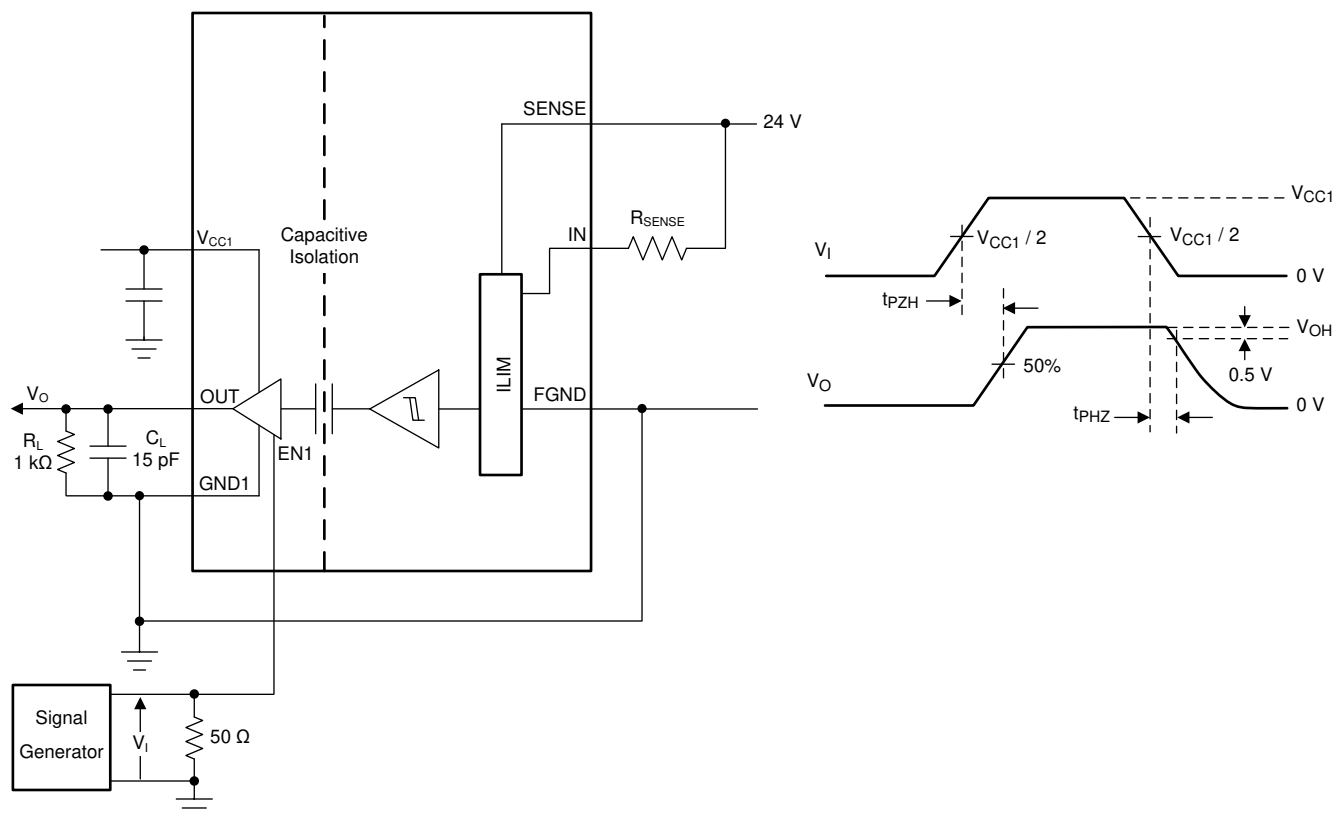 SENSE
24 V
RSENSE
IN
VCC1
Capacitive
Isolation
ILIM
VO
OUT
FGND
RL
1 kΩ
CL
15 pF
EN1
GND1
Signal
Generator
VI
50 Ω
VCC1
VI
VCC1 / 2
VCC1 / 2
0 V
tPZH
VOH
VO
50%
0.5 V
0 V
tPHZ